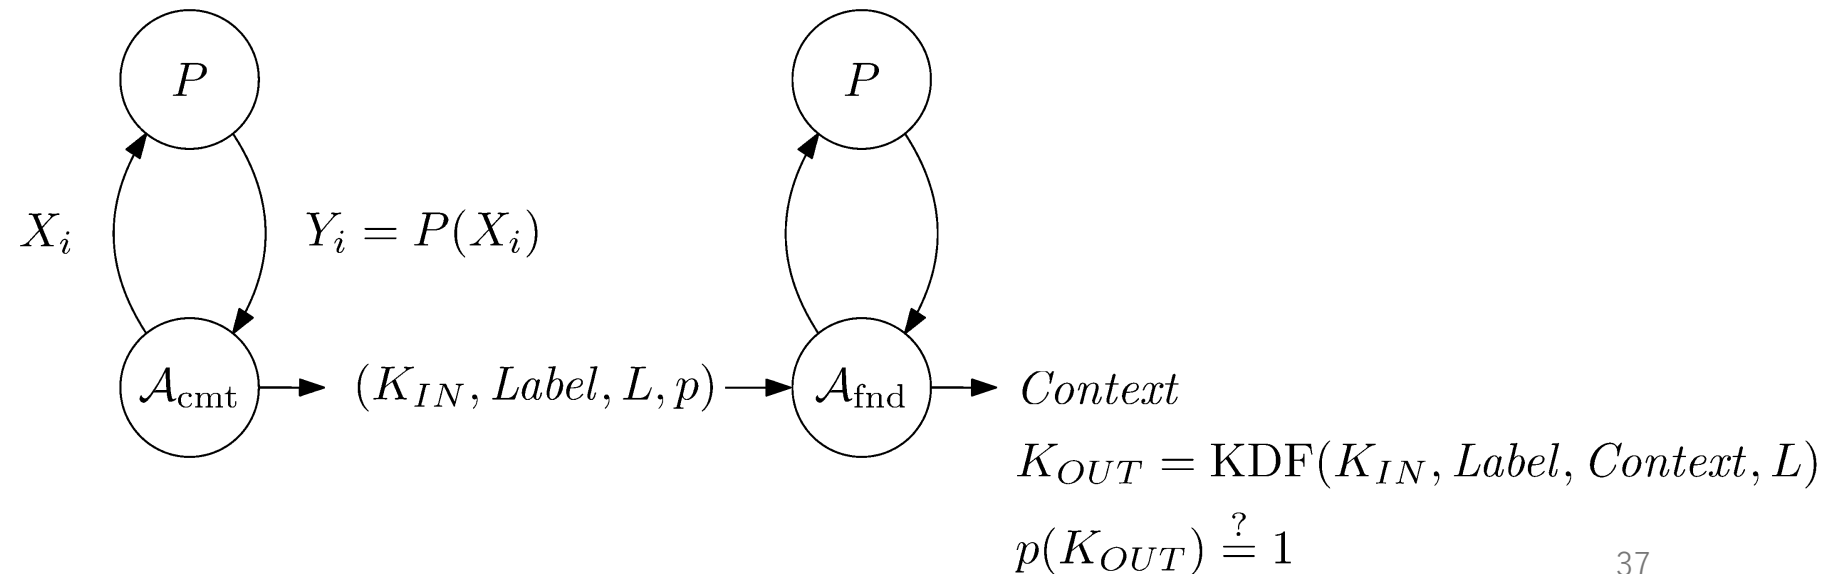 P P
X_i Y_i = P(X_i)
𝒜_cmt (K_IN, Label, L, p) 𝒜_fnd Context
K_OUT = KDF(K_IN, Label, Context, L)
p(K_OUT) ≟ 1
37